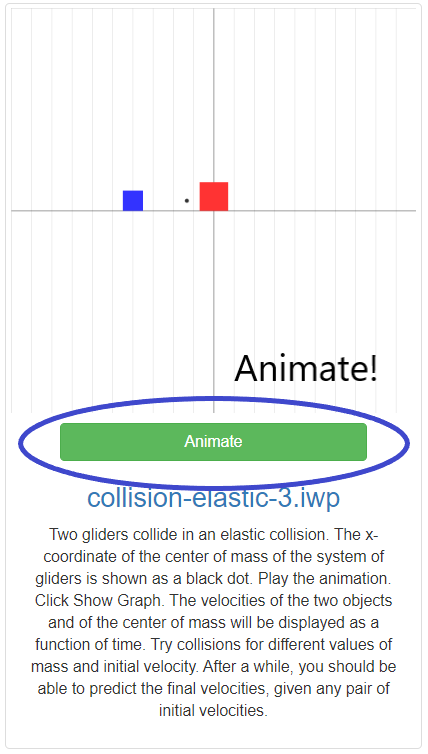 Animate!
Animate
collision-elastic-3.iwp
Two gliders collide in an elastic collision. The x-
coordinate of the center of mass of the system of
gliders is shown as a black dot. Play the animation.
Click Show Graph. The velocities of the two objects
and of the center of mass will be displayed as a
function of time. Try collisions for different values of
mass and initial velocity. After a while, you should be
able to predict the final velocities, given any pair of
initial velocities.